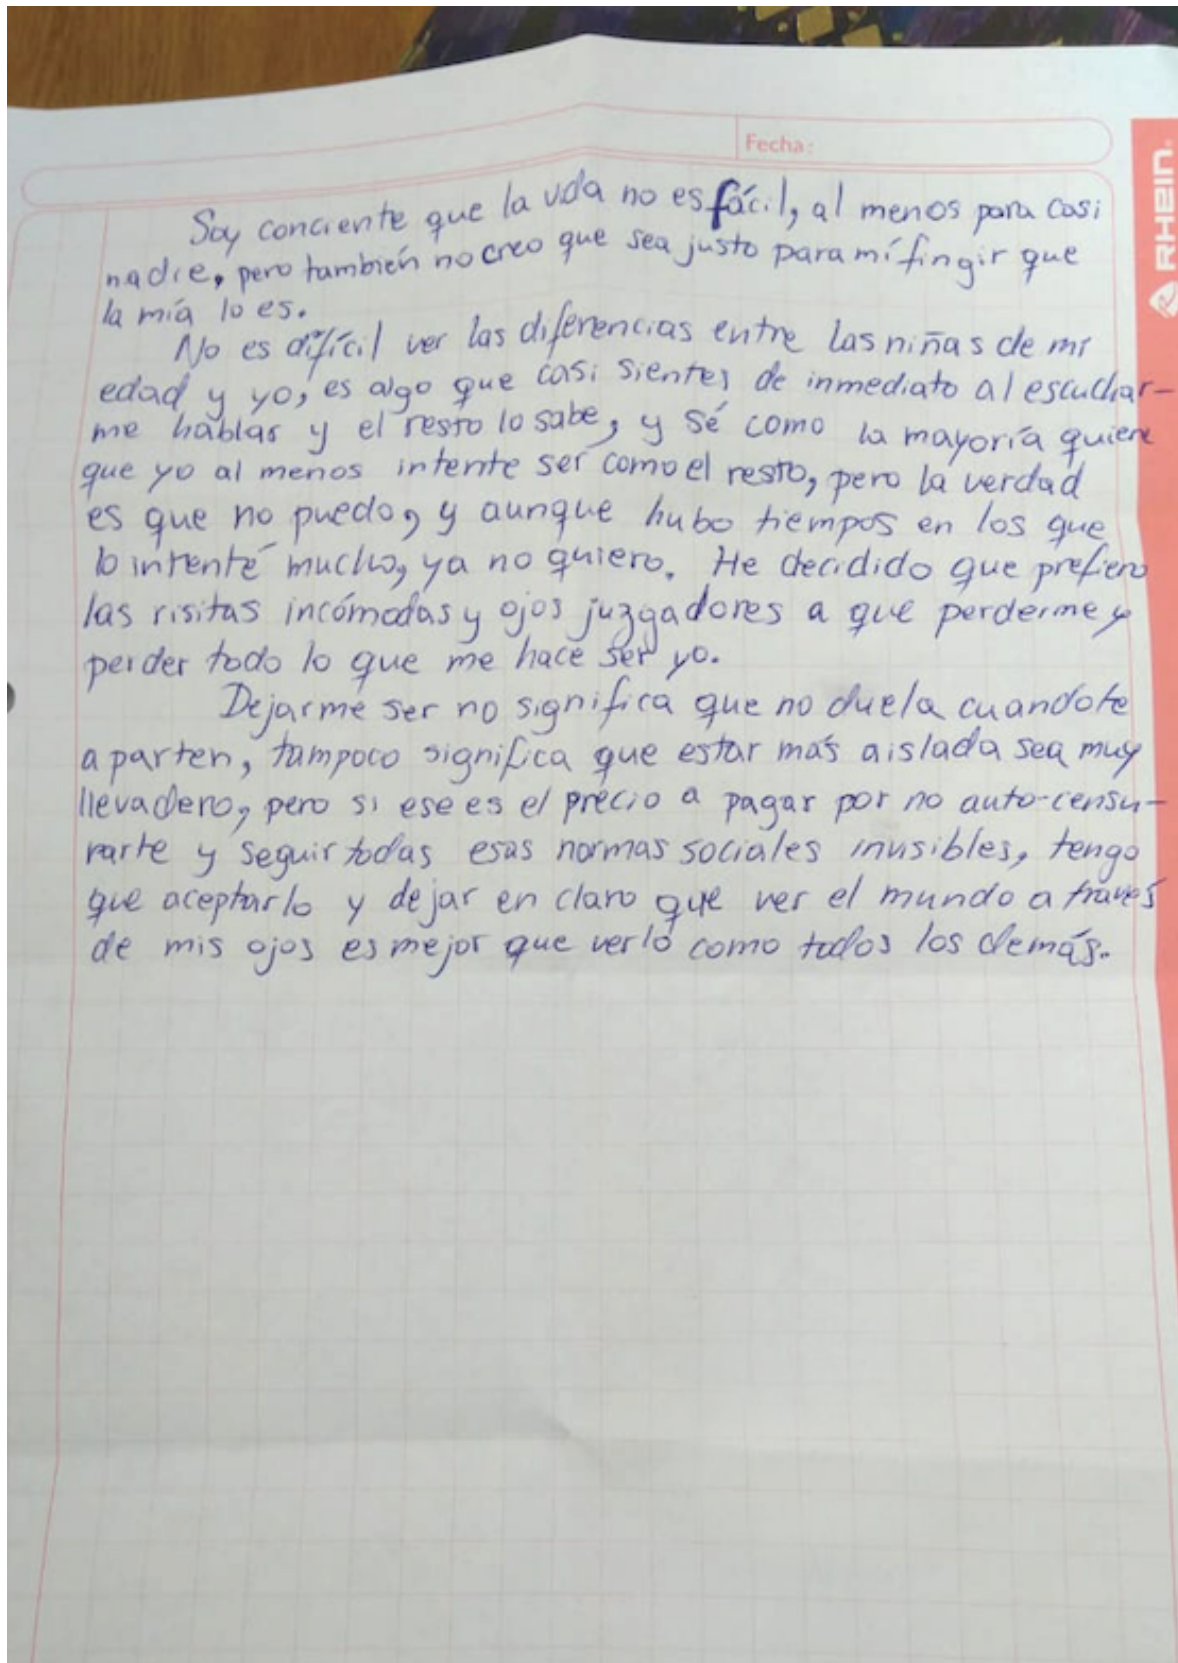 Fecha:
RHEIN
Soy conciente que la vida no es fácil, al menos para casi
nadie, pero también no creo que sea justo para mí fingir que
la mía lo es.
No es difícil ver las diferencias entre las niñas de mi
edad y yo, es algo que casi sientes de inmediato al escuchar-
me hablar y el resto lo sabe, y sé como la mayoría quiere
que yo al menos intente ser como el resto, pero la verdad
es que no puedo, y aunque hubo tiempos en los que
lo intenté mucho, ya no quiero. He decidido que prefiero
las risitas incómodas y ojos juzgadores a que perderme y
perder todo lo que me hace ser yo.
Dejarme ser no significa que no duela cuando te
aparten, tampoco significa que estar más aislada sea muy
llevadero, pero si ese es el precio a pagar por no auto-censu-
rarte y seguir todas esas normas sociales invisibles, tengo
que aceptarlo y dejar en claro que ver el mundo a través
de mis ojos es mejor que verlo como todos los demás.